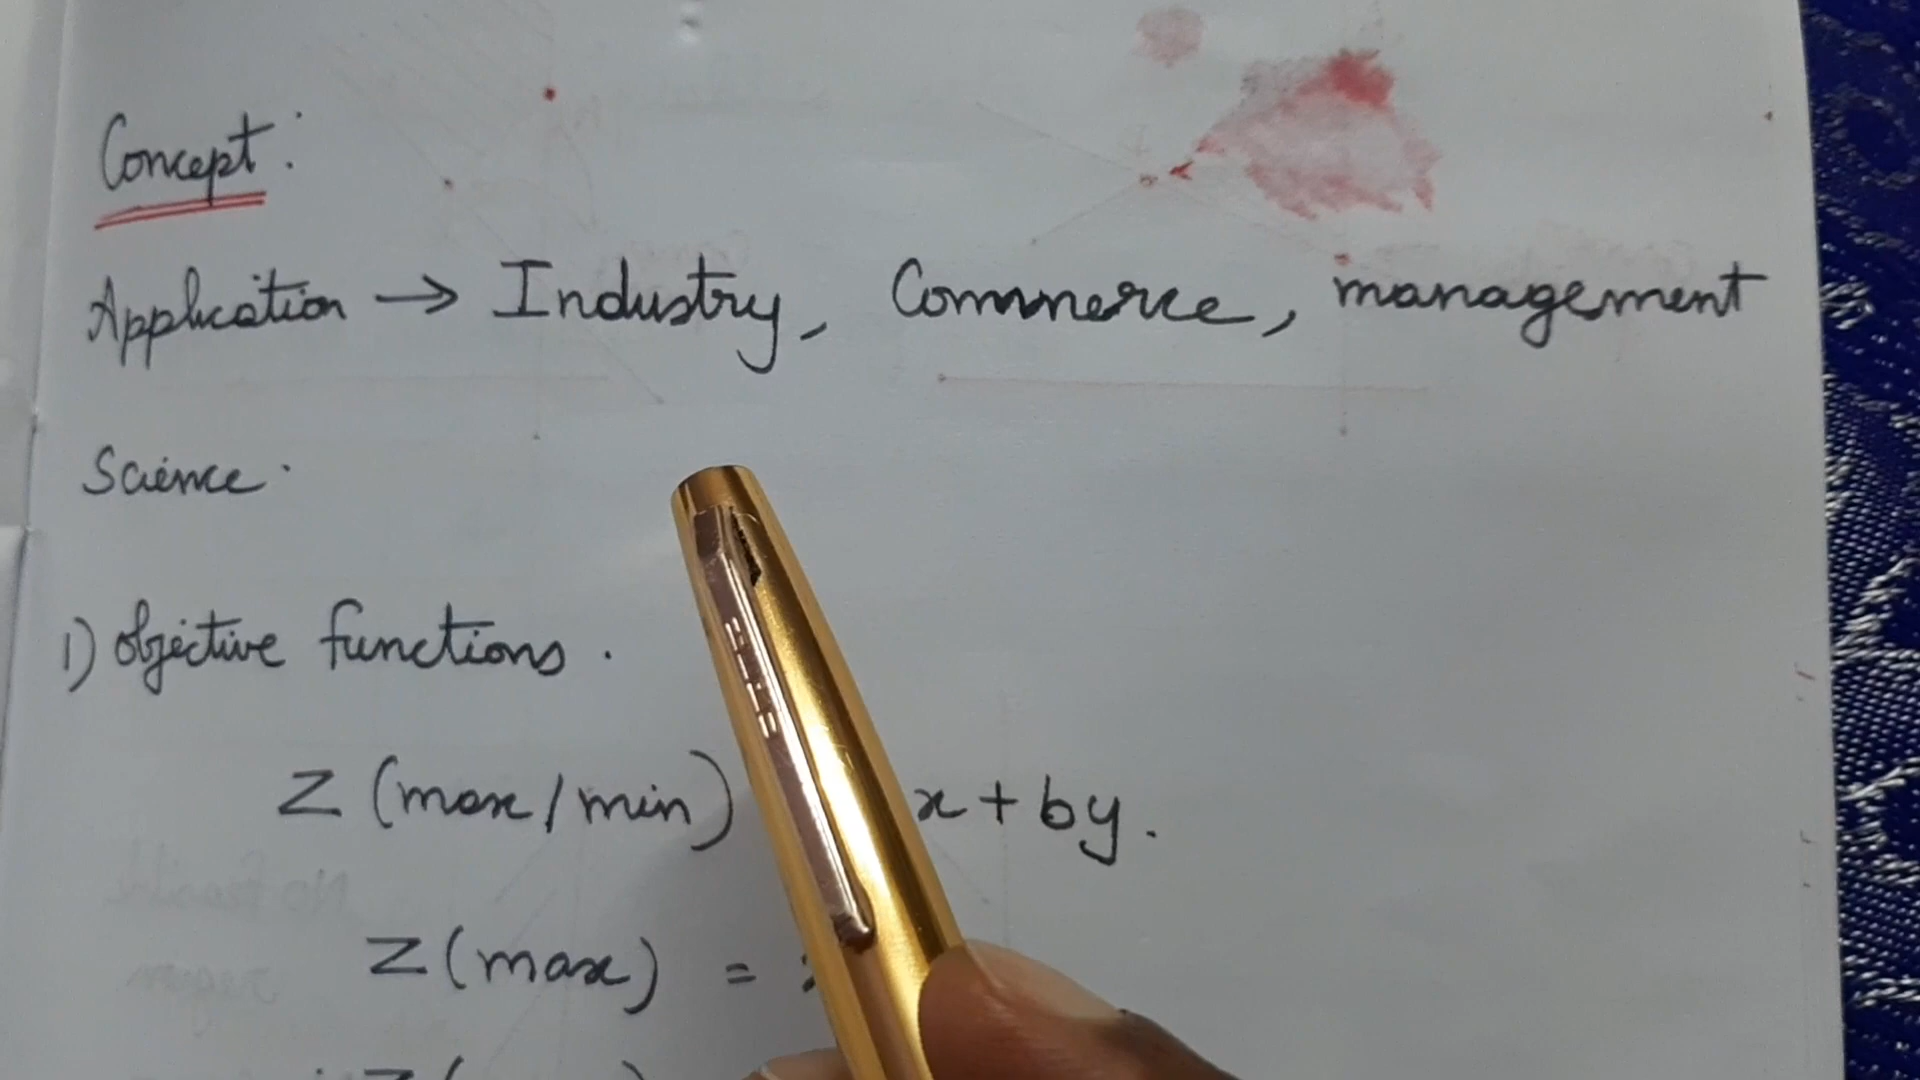 Concept:
Application → Industry, Commerce, management
Science.
1) Objective functions.
Z (max/min) x + by.
Z (max) =
Z (